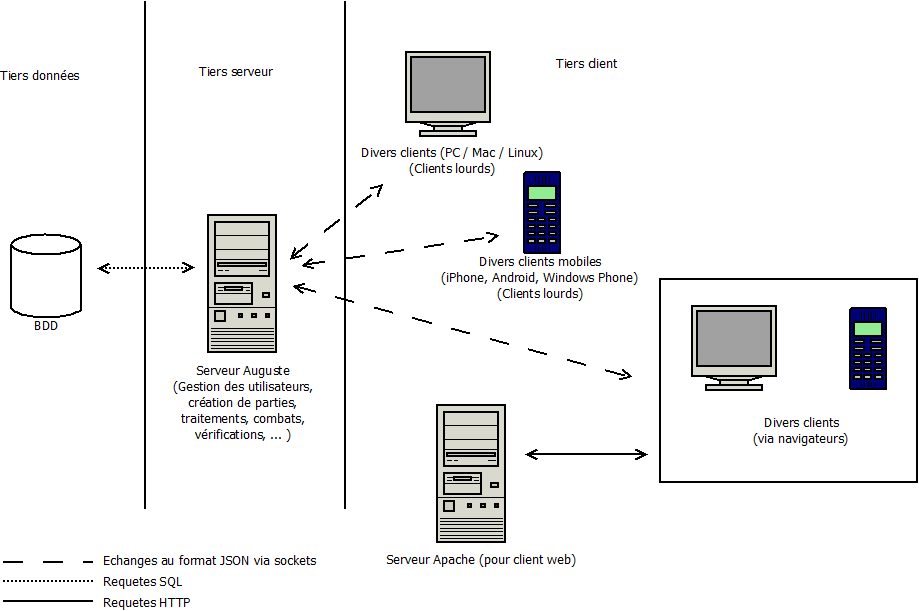 Tiers données
Tiers serveur
Tiers client
Divers clients (PC / Mac / Linux)
(Clients lourds)
Divers clients mobiles
(iPhone, Android, Windows Phone)
(Clients lourds)
BDD
Serveur Auguste
(Gestion des utilisateurs,
création de parties,
traitements, combats,
vérifications, ... )
Divers clients
(via navigateurs)
Serveur Apache (pour client web)
Echanges au format JSON via sockets
Requetes SQL
Requetes HTTP